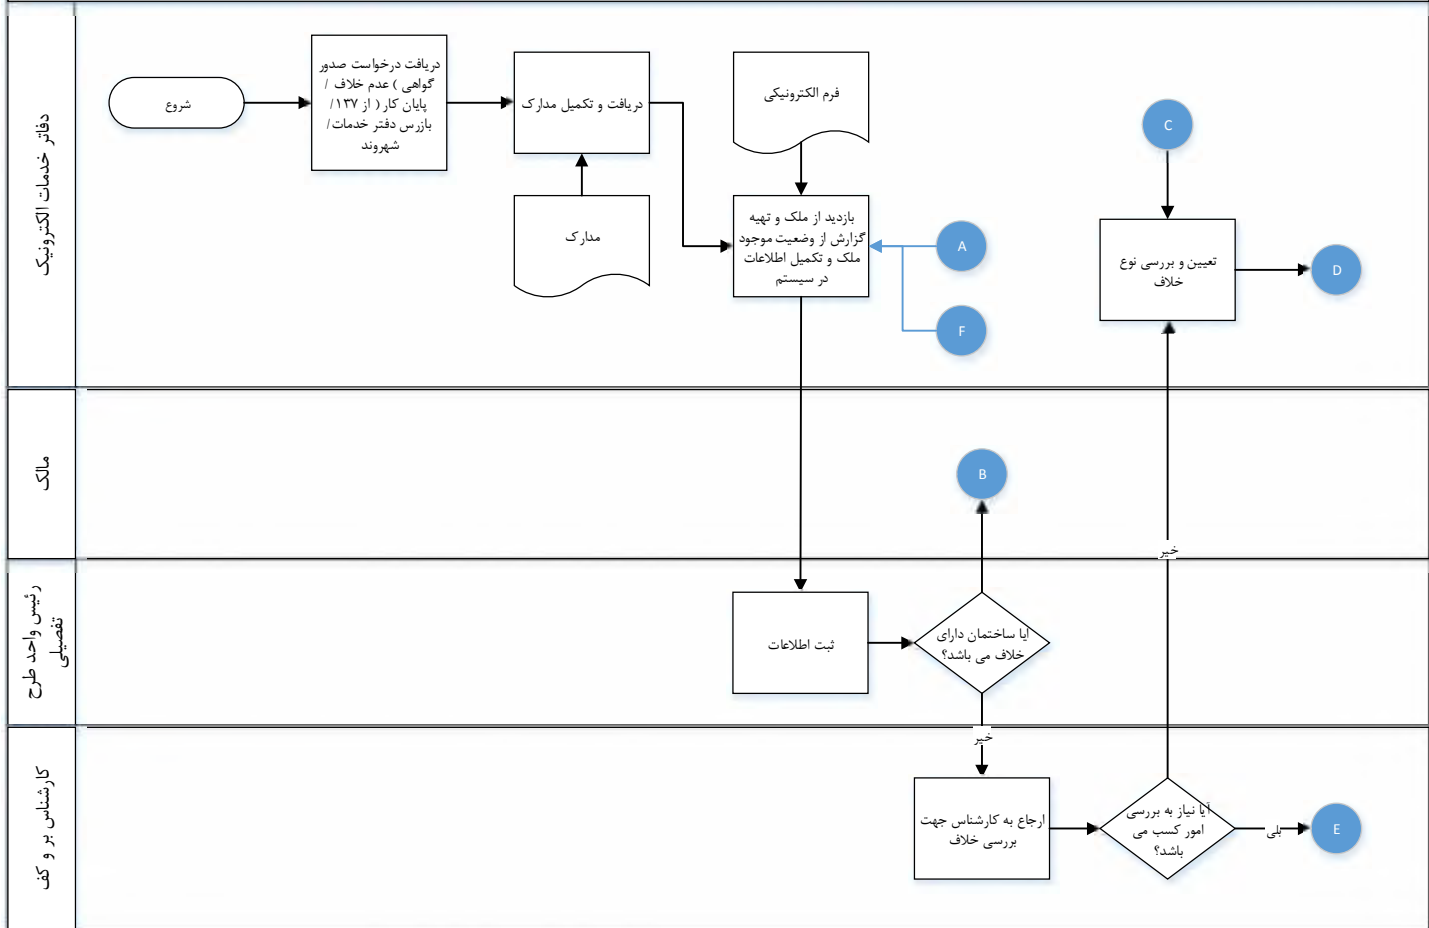 دفاتر خدمات الکترونیک
شروع
دریافت درخواست صدور
گواهی ) عدم خلاف /
پایان کار ( از ۱۳۷/
بازرس دفتر خدمات/
شهروند
دریافت و تکمیل مدارک
مدارک
فرم الکترونیکی
بازدید از ملک و تهیه
گزارش از وضعیت موجود
ملک و تکمیل اطلاعات
در سیستم
A
F
C
تعیین و بررسی نوع
خلاف
D
مالک
B
خیر
رئیس واحد طرح
تفصیلی
ثبت اطلاعات
ایا ساختمان دارای
خلاف می باشد؟
خیر
کارشناس بر و کف
ارجاع به کارشناس جهت
بررسی خلاف
آیا نیاز به بررسی
امور کسب می
باشد؟
بلی
E